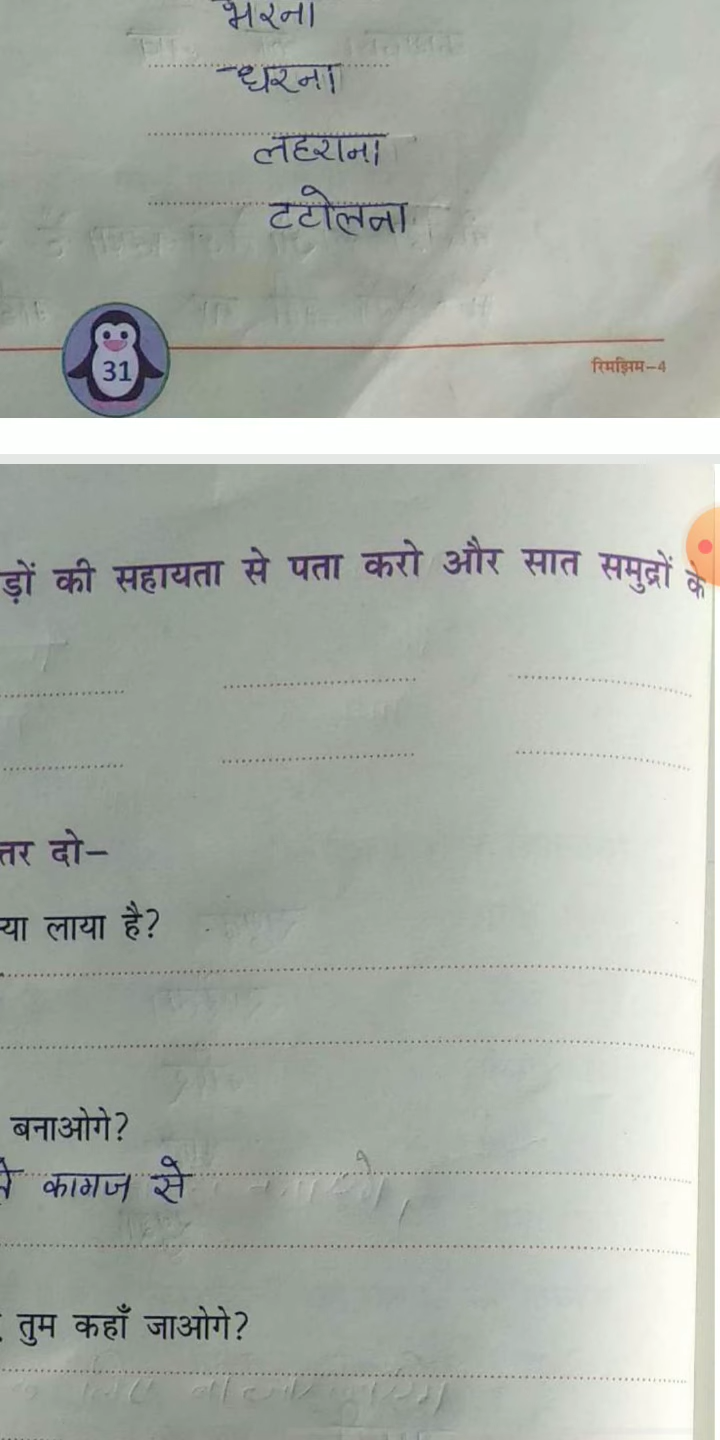 भरना
धरना
लहराना
टटोलना
31
रिमझिम-4
ड़ों की सहायता से पता करो और सात समुद्रों के
त्तर दो-
या लाया है?
बनाओगे?
कागज से
तुम कहाँ जाओगे?